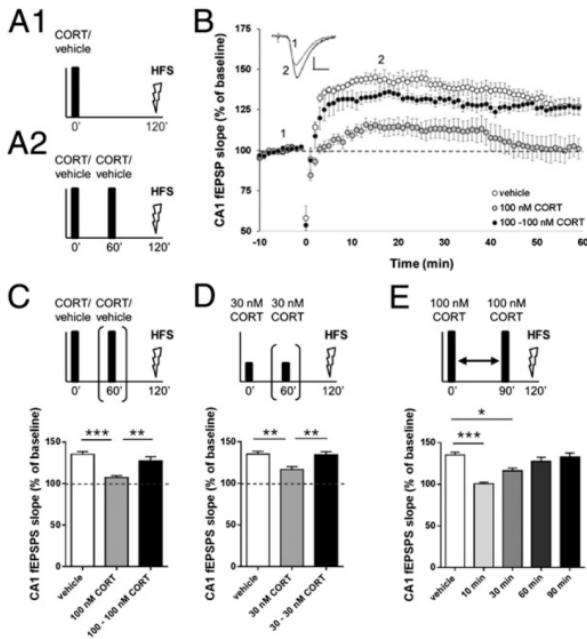 A1
CORT/
vehicle
HFS
0'
120'
A2
CORT/ CORT/
vehicle vehicle
HFS
0'
60'
120'
B
CA1 fEPSP slope (% of baseline)
150
125
100
75
50
1
2
1
2
vehicle
100 nM CORT
100 -100 nM CORT
-10 0 10 20 30 40 50 60
Time (min)
C
CORT/ CORT/
vehicle vehicle
HFS
0' 60' 120'
CA1 fEPSPS slope (% of baseline)
150
100
50
*** **
vehicle
100 nM CORT
100 - 100 nM CORT
D
30 nM 30 nM
CORT CORT
HFS
0' 60' 120'
CA1 fEPSPS slope (% of baseline)
150
100
50
** **
vehicle
30 nM CORT
30 - 30 nM CORT
E
100 nM 100 nM
CORT CORT
HFS
0' 90' 120'
CA1 fEPSPS slope (% of baseline)
150
100
50
*
***
vehicle
10 min
30 min
60 min
90 min